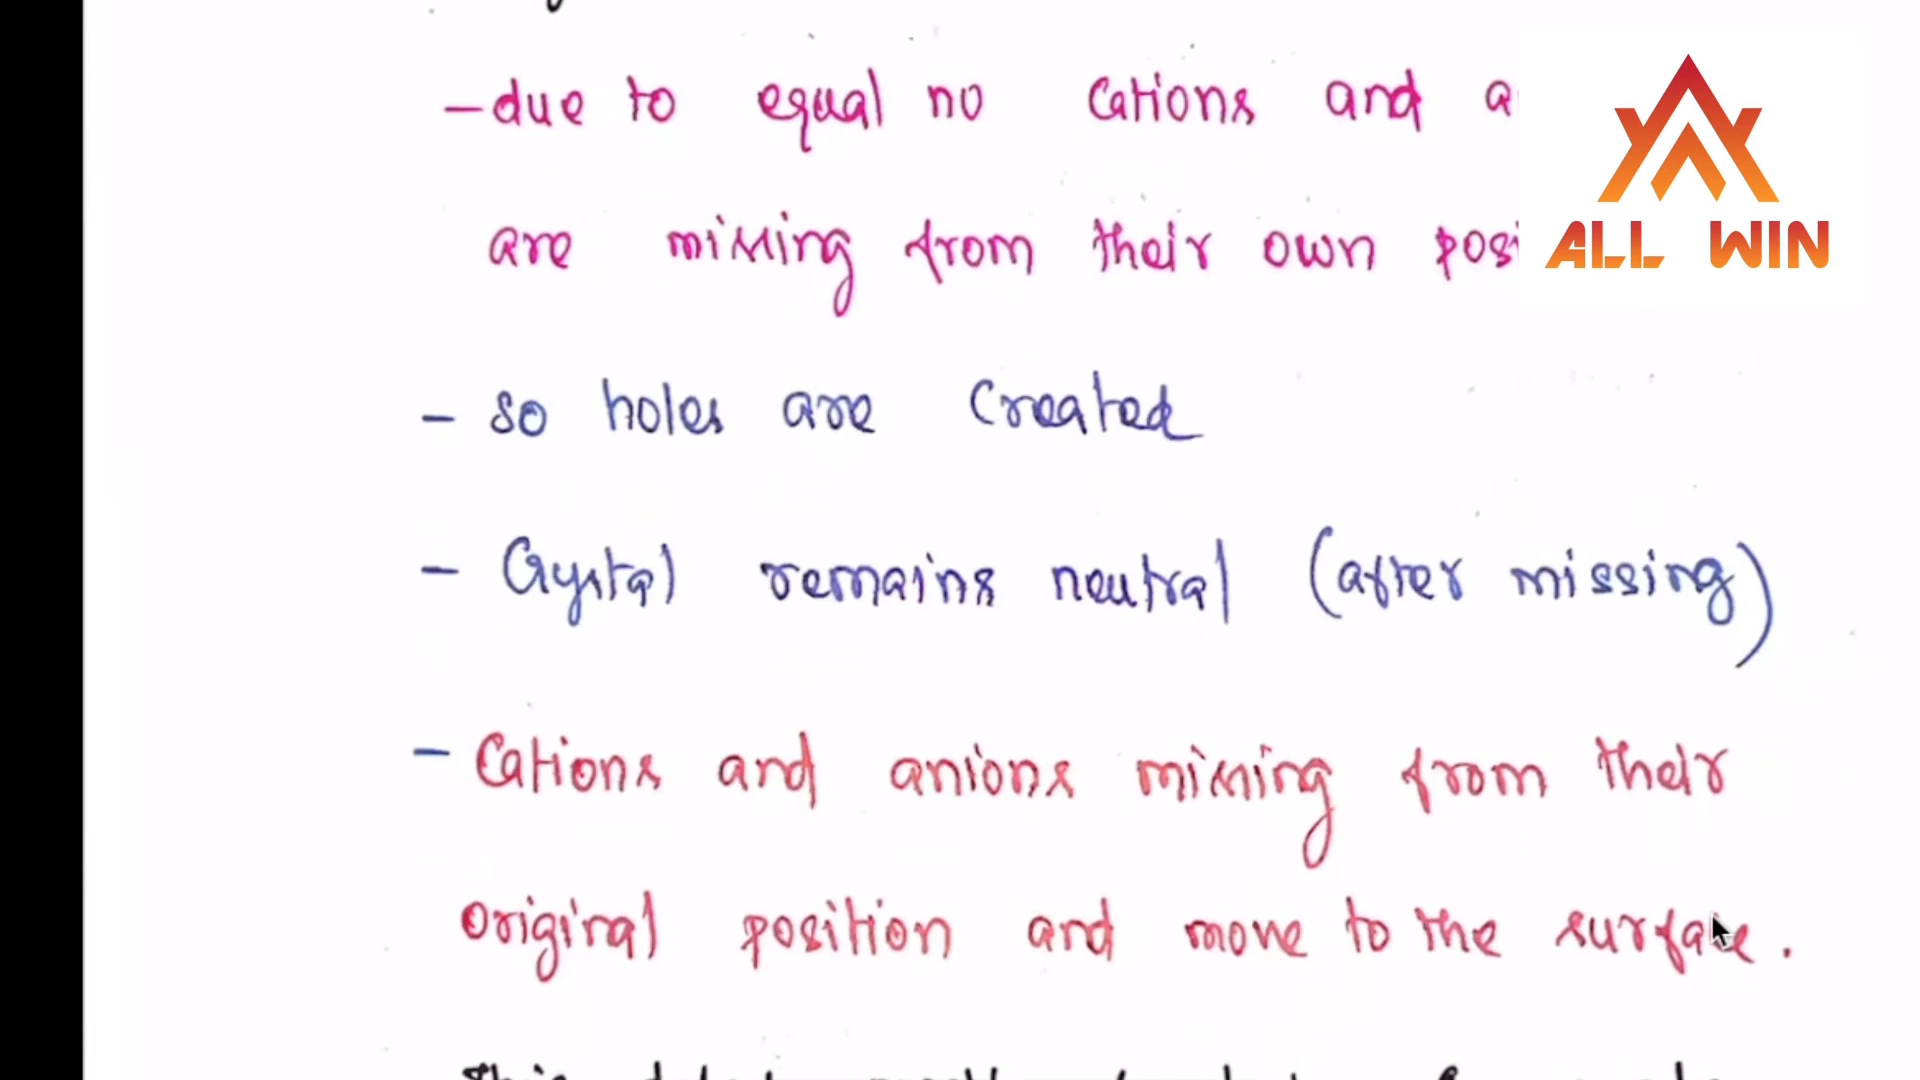 - due to equal no Cations and a
are missing from their own posi
- so holes are Created
- Crystal remains neutral (after missing)
- Cations and anions missing from their
original position and move to the surface.
ALL WIN